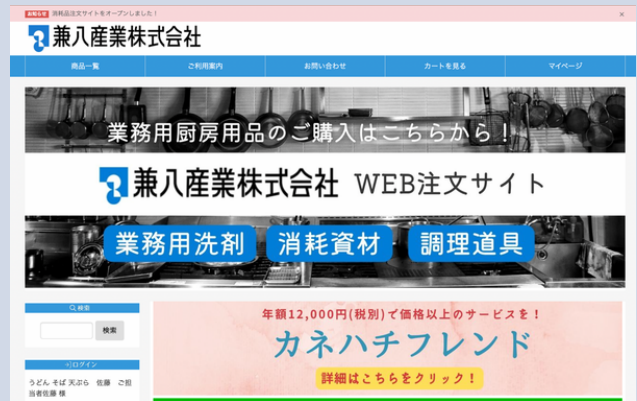 お知らせ 消耗品注文サイトをオープンしました！ ×
兼八産業株式会社
商品一覧 ご利用案内 お問い合わせ カートを見る マイページ
業務用厨房用品のご購入はこちらから！
兼八産業株式会社 WEB注文サイト
業務用洗剤 消耗資材 調理道具
検索
検索
ログイン
うどん そば 天ぷら 佐藤 ご担
当者佐藤 様
年額12,000円(税別)で価格以上のサービスを！
カネハチフレンド
詳細はこちらをクリック！